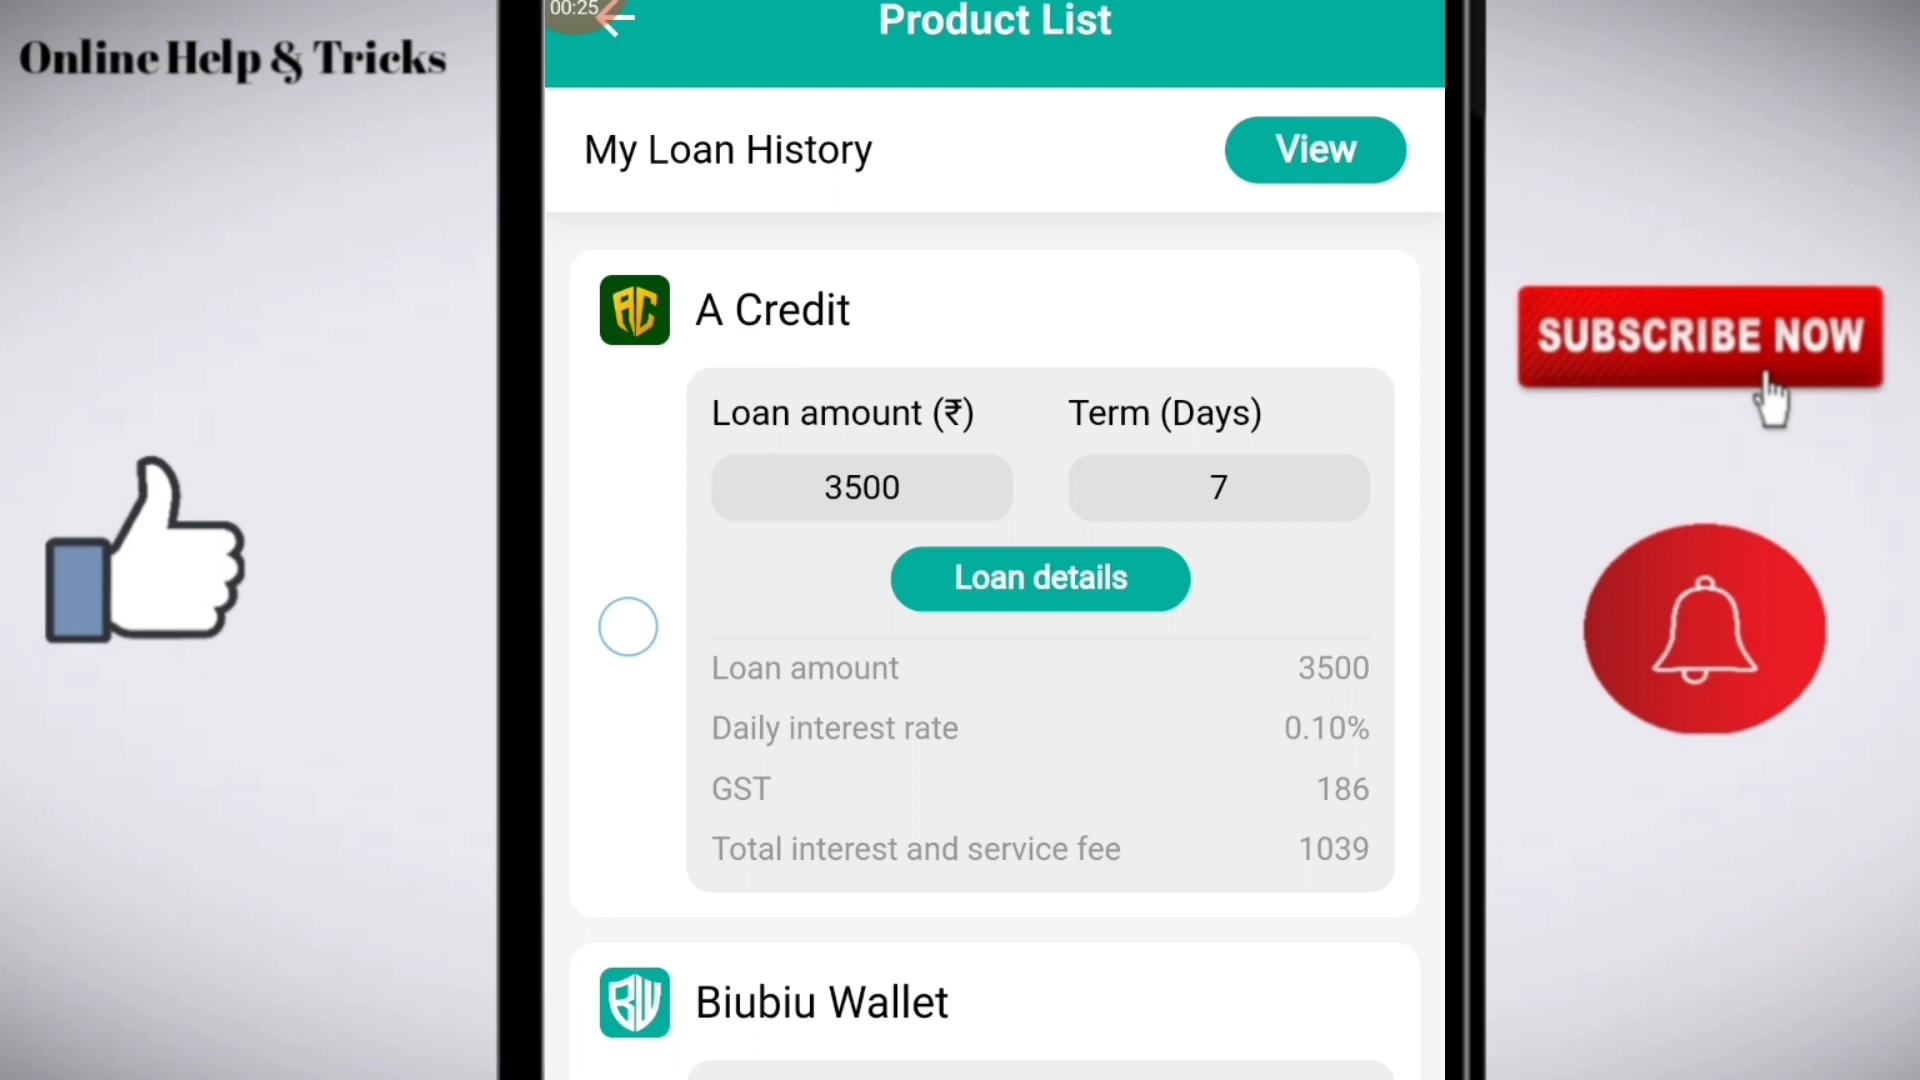 Online Help & Tricks
00:25
Product List
My Loan History
View
AC
A Credit
Loan amount (₹)
Term (Days)
3500
7
Loan details
Loan amount
3500
Daily interest rate
0.10%
GST
186
Total interest and service fee
1039
BW
Biubiu Wallet
SUBSCRIBE NOW